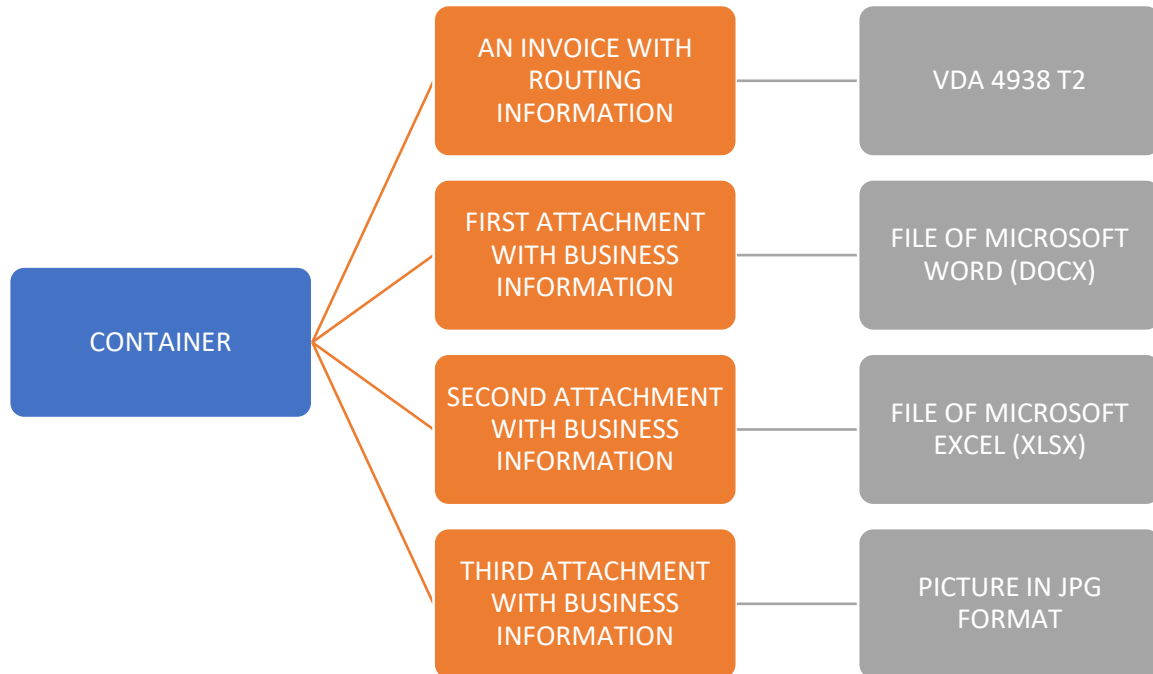 AN INVOICE WITH
ROUTING
INFORMATION
VDA 4938 T2
FIRST ATTACHMENT
WITH BUSINESS
INFORMATION
FILE OF MICROSOFT
WORD (DOCX)
CONTAINER
SECOND ATTACHMENT
WITH BUSINESS
INFORMATION
FILE OF MICROSOFT
EXCEL (XLSX)
THIRD ATTACHMENT
WITH BUSINESS
INFORMATION
PICTURE IN JPG
FORMAT